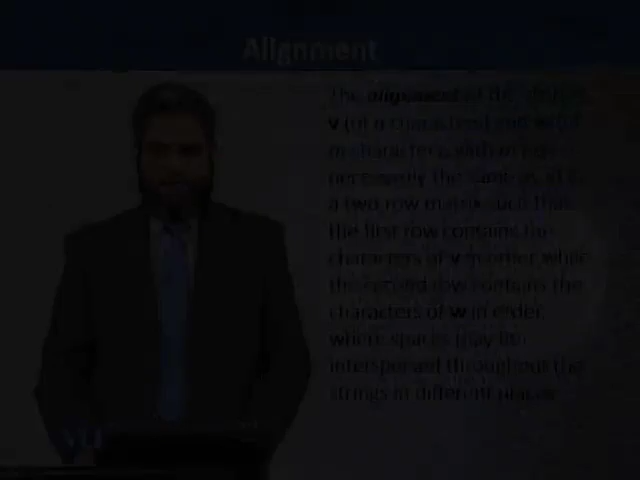 Alignment
The alignment of the strings
v (of n characters) and w (of
m characters, with m not
necessarily the same as n) is
a two row matrix such that
the first row contains the
characters of v in order while
the second row contains the
characters of w in order,
where spaces may be
interspersed throughout the
strings in different places.